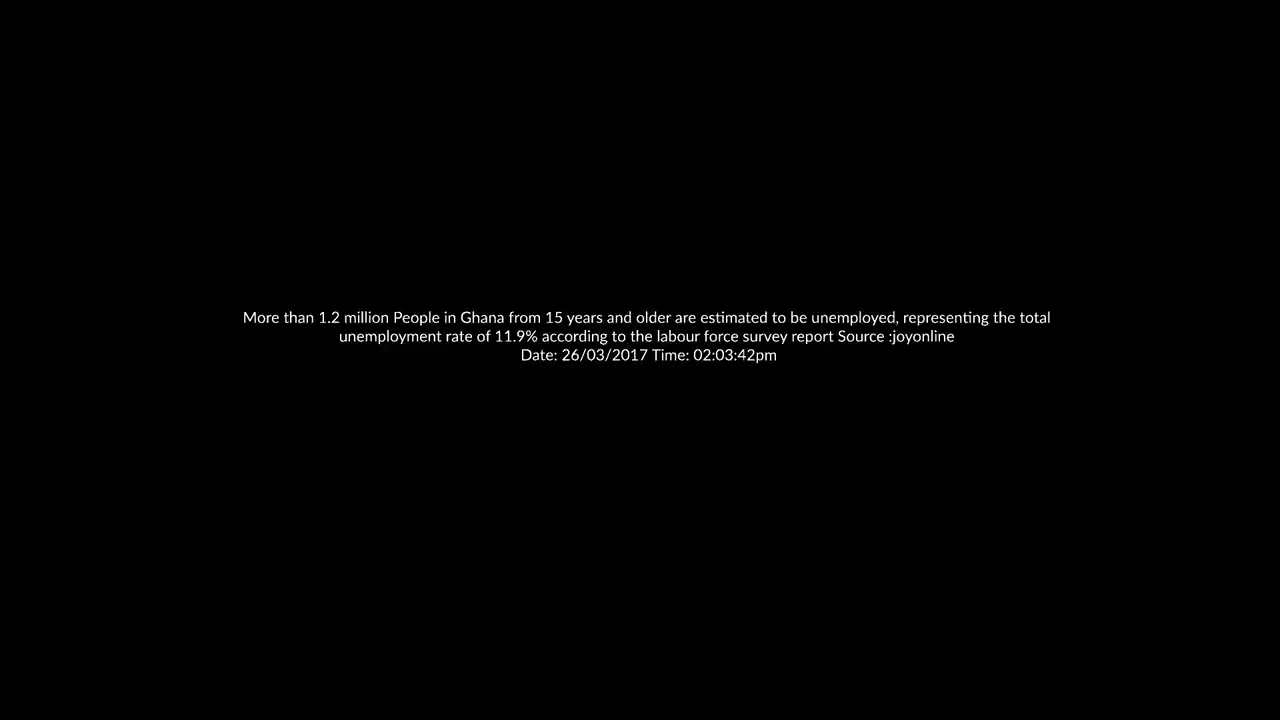 More than 1.2 million People in Ghana from 15 years and older are estimated to be unemployed, representing the total
unemployment rate of 11.9% according to the labour force survey report Source :joyonline
Date: 26/03/2017 Time: 02:03:42pm